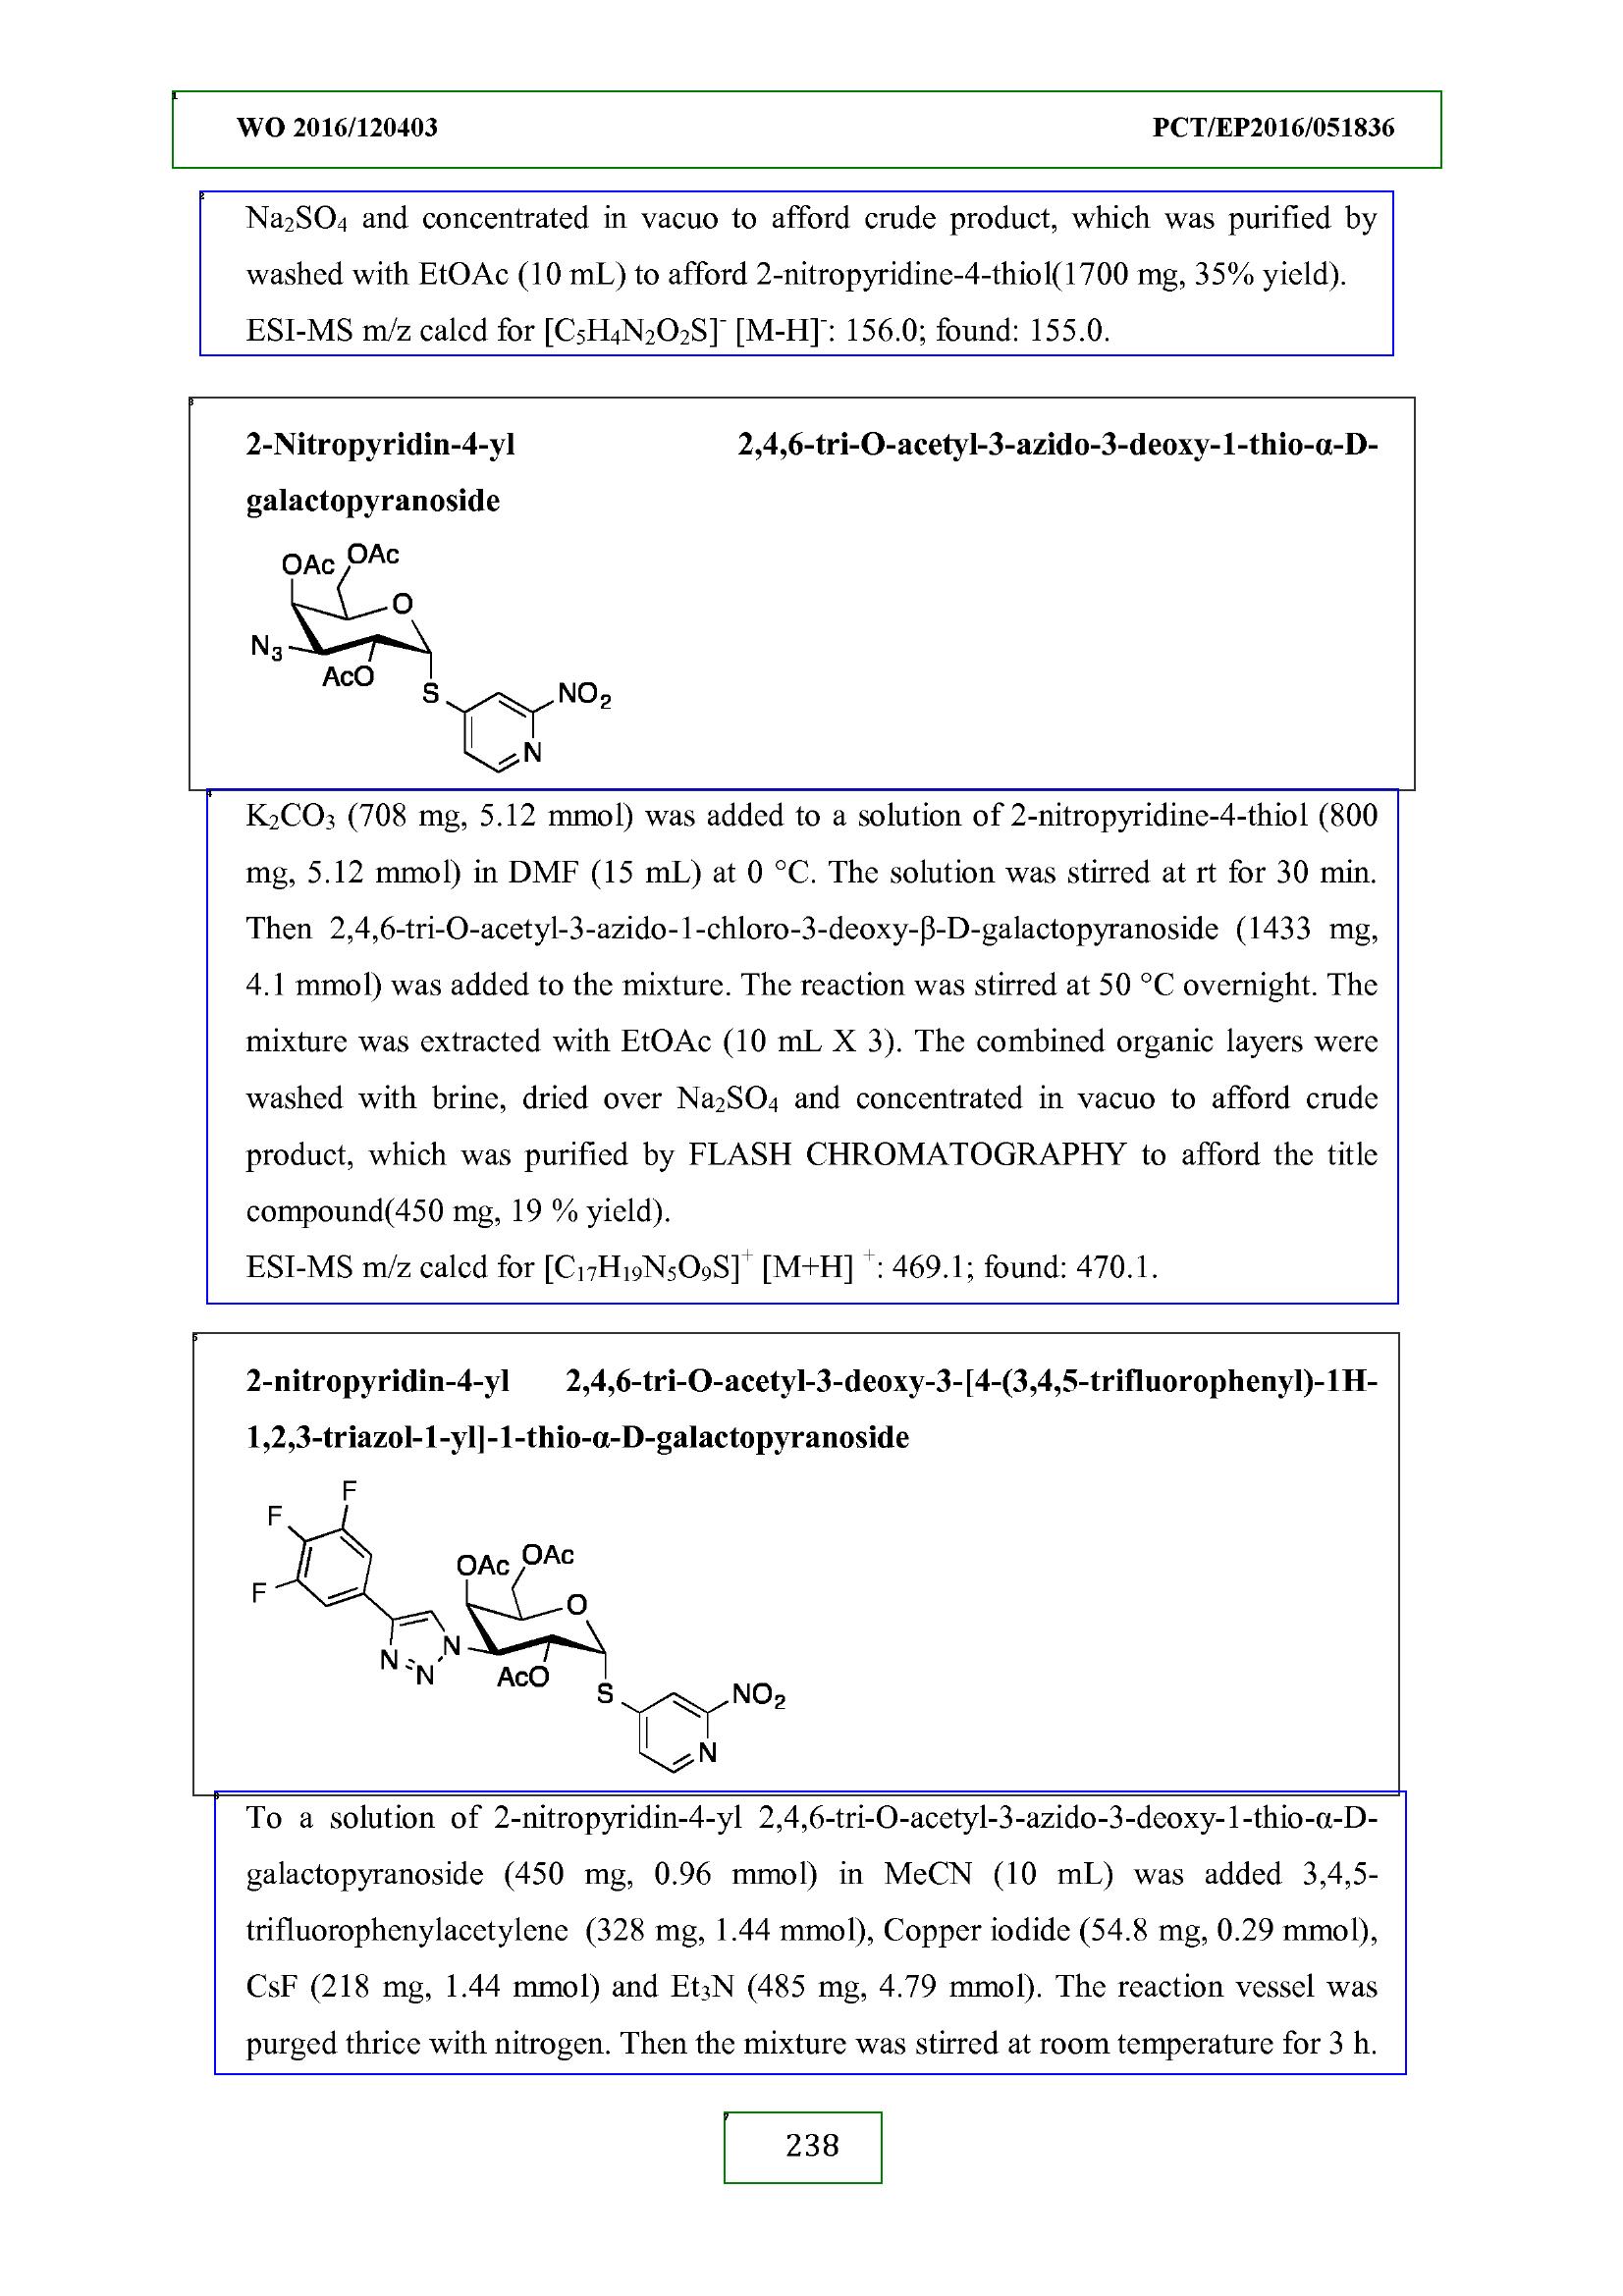 WO 2016/120403 PCT/EP2016/051836
Na₂SO₄ and concentrated in vacuo to afford crude product, which was purified by
washed with EtOAc (10 mL) to afford 2-nitropyridine-4-thiol(1700 mg, 35% yield).
ESI-MS m/z calcd for [C₅H₄N₂O₂S]⁻ [M-H]⁻: 156.0; found: 155.0.
2-Nitropyridin-4-yl 2,4,6-tri-O-acetyl-3-azido-3-deoxy-1-thio-α-D-
galactopyranoside
OAc OAc
O
N₃
AcO
S NO₂
N
K₂CO₃ (708 mg, 5.12 mmol) was added to a solution of 2-nitropyridine-4-thiol (800
mg, 5.12 mmol) in DMF (15 mL) at 0 °C. The solution was stirred at rt for 30 min.
Then 2,4,6-tri-O-acetyl-3-azido-1-chloro-3-deoxy-β-D-galactopyranoside (1433 mg,
4.1 mmol) was added to the mixture. The reaction was stirred at 50 °C overnight. The
mixture was extracted with EtOAc (10 mL X 3). The combined organic layers were
washed with brine, dried over Na₂SO₄ and concentrated in vacuo to afford crude
product, which was purified by FLASH CHROMATOGRAPHY to afford the title
compound(450 mg, 19 % yield).
ESI-MS m/z calcd for [C₁₇H₁₉N₅O₉S]⁺ [M+H] ⁺: 469.1; found: 470.1.
2-nitropyridin-4-yl 2,4,6-tri-O-acetyl-3-deoxy-3-[4-(3,4,5-trifluorophenyl)-1H-
1,2,3-triazol-1-yl]-1-thio-α-D-galactopyranoside
F
F
OAc OAc
F O
N N N
AcO
S NO₂
N
To a solution of 2-nitropyridin-4-yl 2,4,6-tri-O-acetyl-3-azido-3-deoxy-1-thio-α-D-
galactopyranoside (450 mg, 0.96 mmol) in MeCN (10 mL) was added 3,4,5-
trifluorophenylacetylene (328 mg, 1.44 mmol), Copper iodide (54.8 mg, 0.29 mmol),
CsF (218 mg, 1.44 mmol) and Et₃N (485 mg, 4.79 mmol). The reaction vessel was
purged thrice with nitrogen. Then the mixture was stirred at room temperature for 3 h.
238